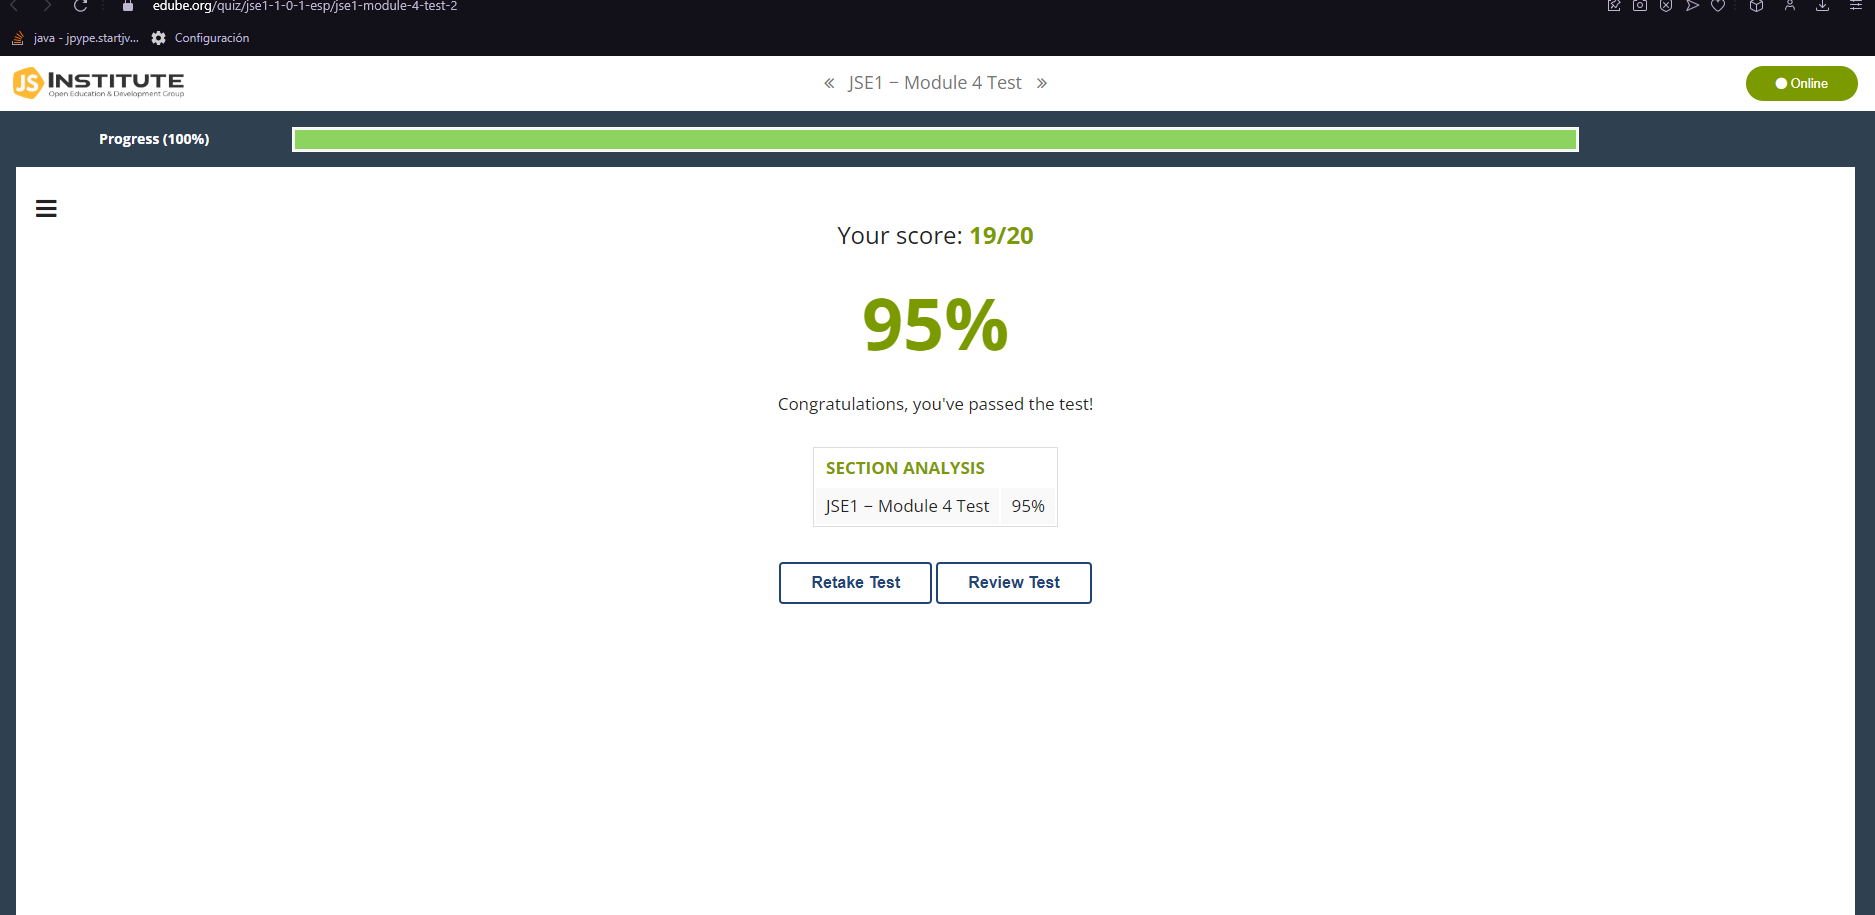 edube.org/quiz/jse1-1-0-1-esp/jse1-module-4-test-2
java - jpype.startjv... Configuración
JS INSTITUTE
Open Education & Development Group
« JSE1 − Module 4 Test »
Online
Progress (100%)
Your score: 19/20
95%
Congratulations, you've passed the test!
SECTION ANALYSIS
JSE1 − Module 4 Test 95%
Retake Test Review Test